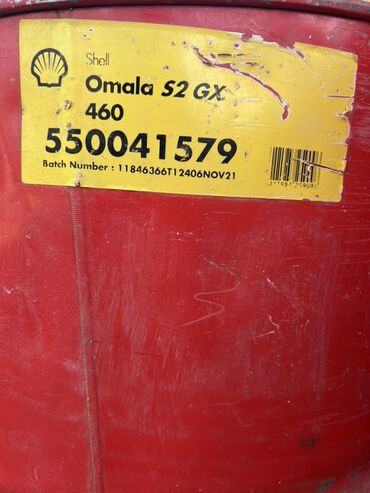 Shell
Omala S2 GX
460
550041579
Batch Number : 11846366T12406NOV21